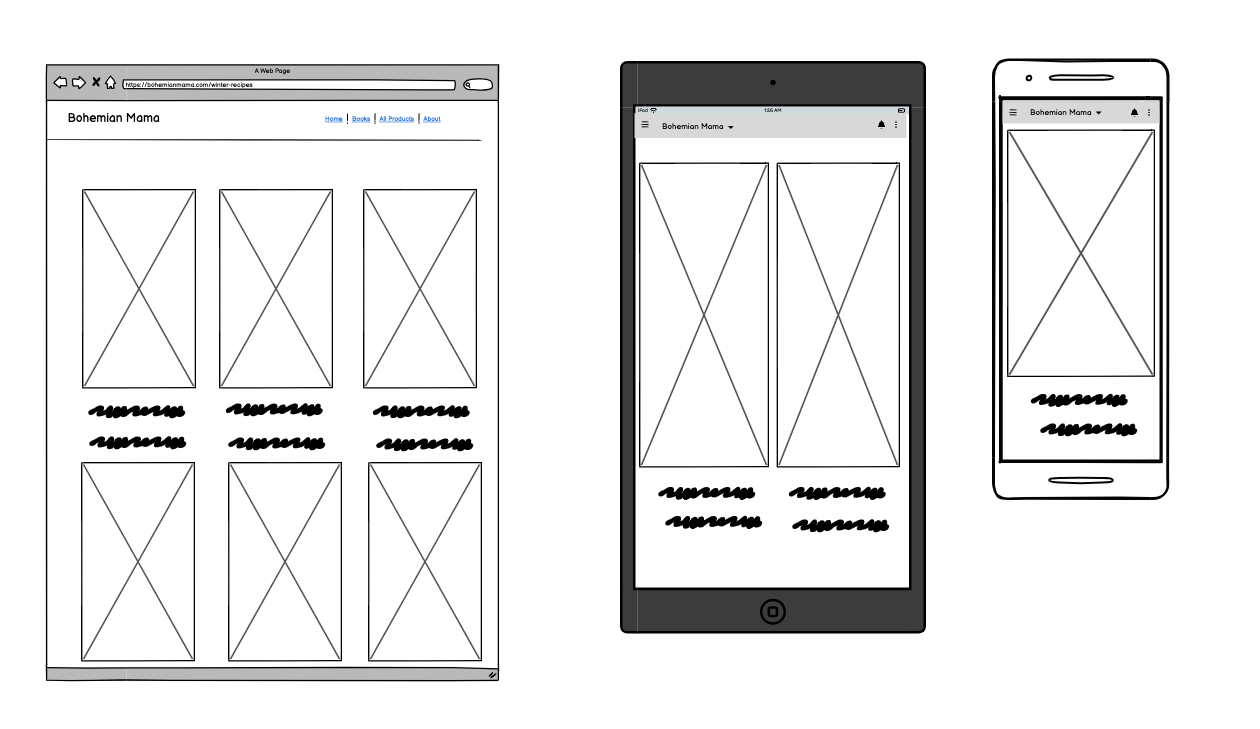 A Web Page
https://bohemianmama.com/winter-recipes
Bohemian Mama
Home | Books | All Products | About
iPad 1:26 AM
Bohemian Mama
Bohemian Mama